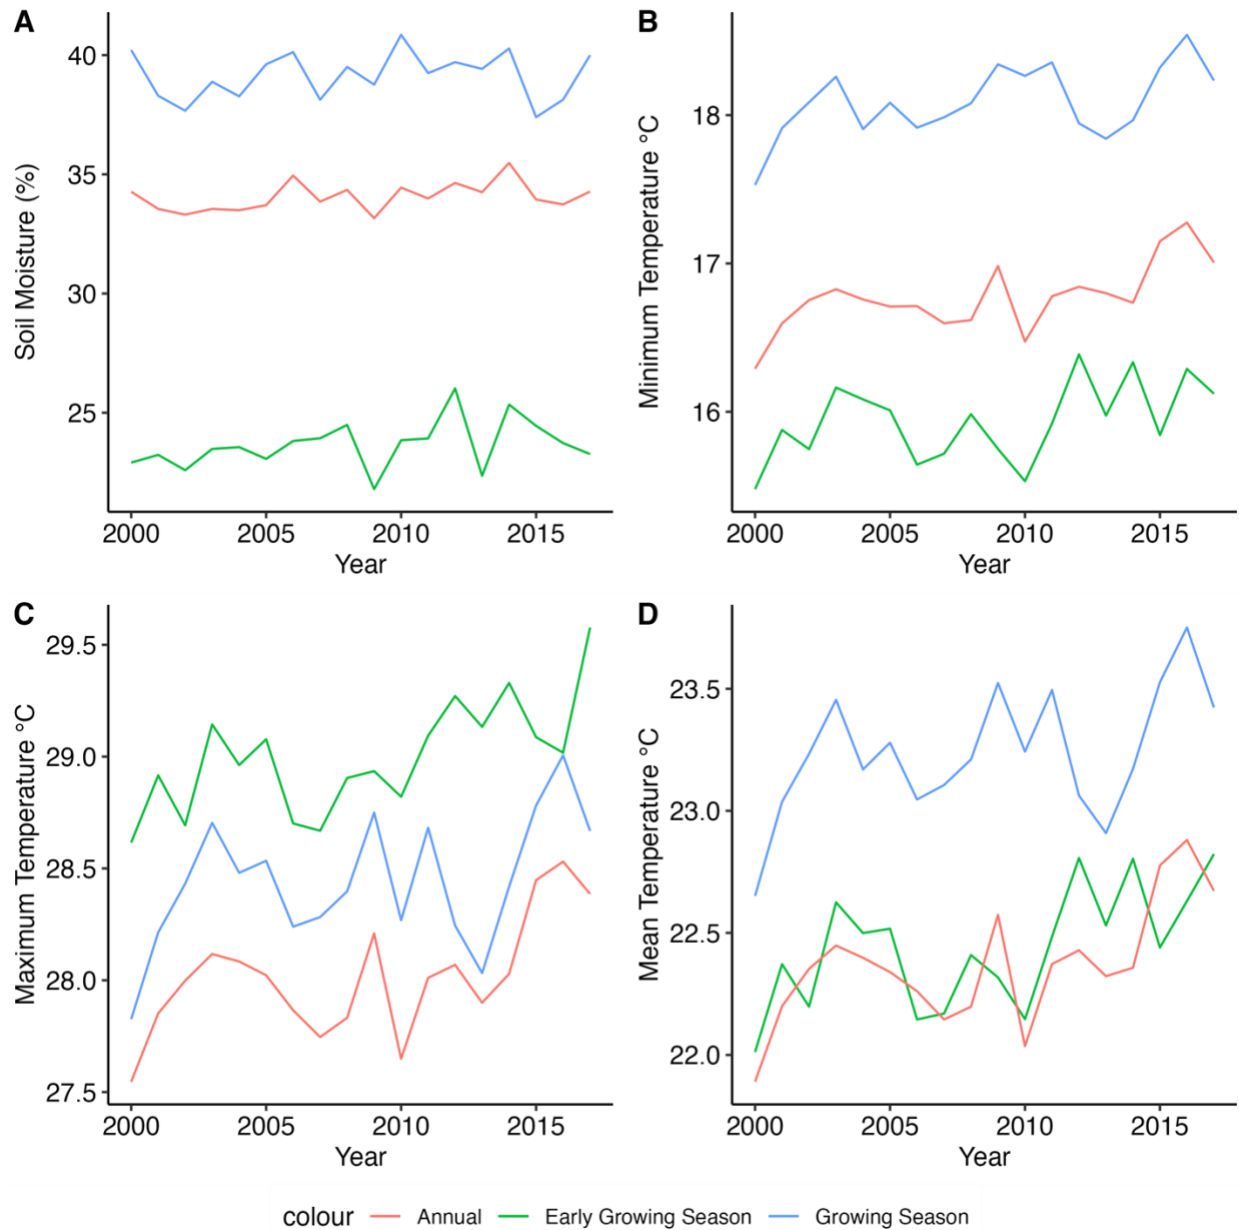 A
Soil Moisture (%)
40
35
30
25
2000 2005 2010 2015
Year
B
Minimum Temperature °C
18
17
16
2000 2005 2010 2015
Year
C
Maximum Temperature °C
29.5
29.0
28.5
28.0
27.5
2000 2005 2010 2015
Year
D
Mean Temperature °C
23.5
23.0
22.5
22.0
2000 2005 2010 2015
Year
colour Annual Early Growing Season Growing Season